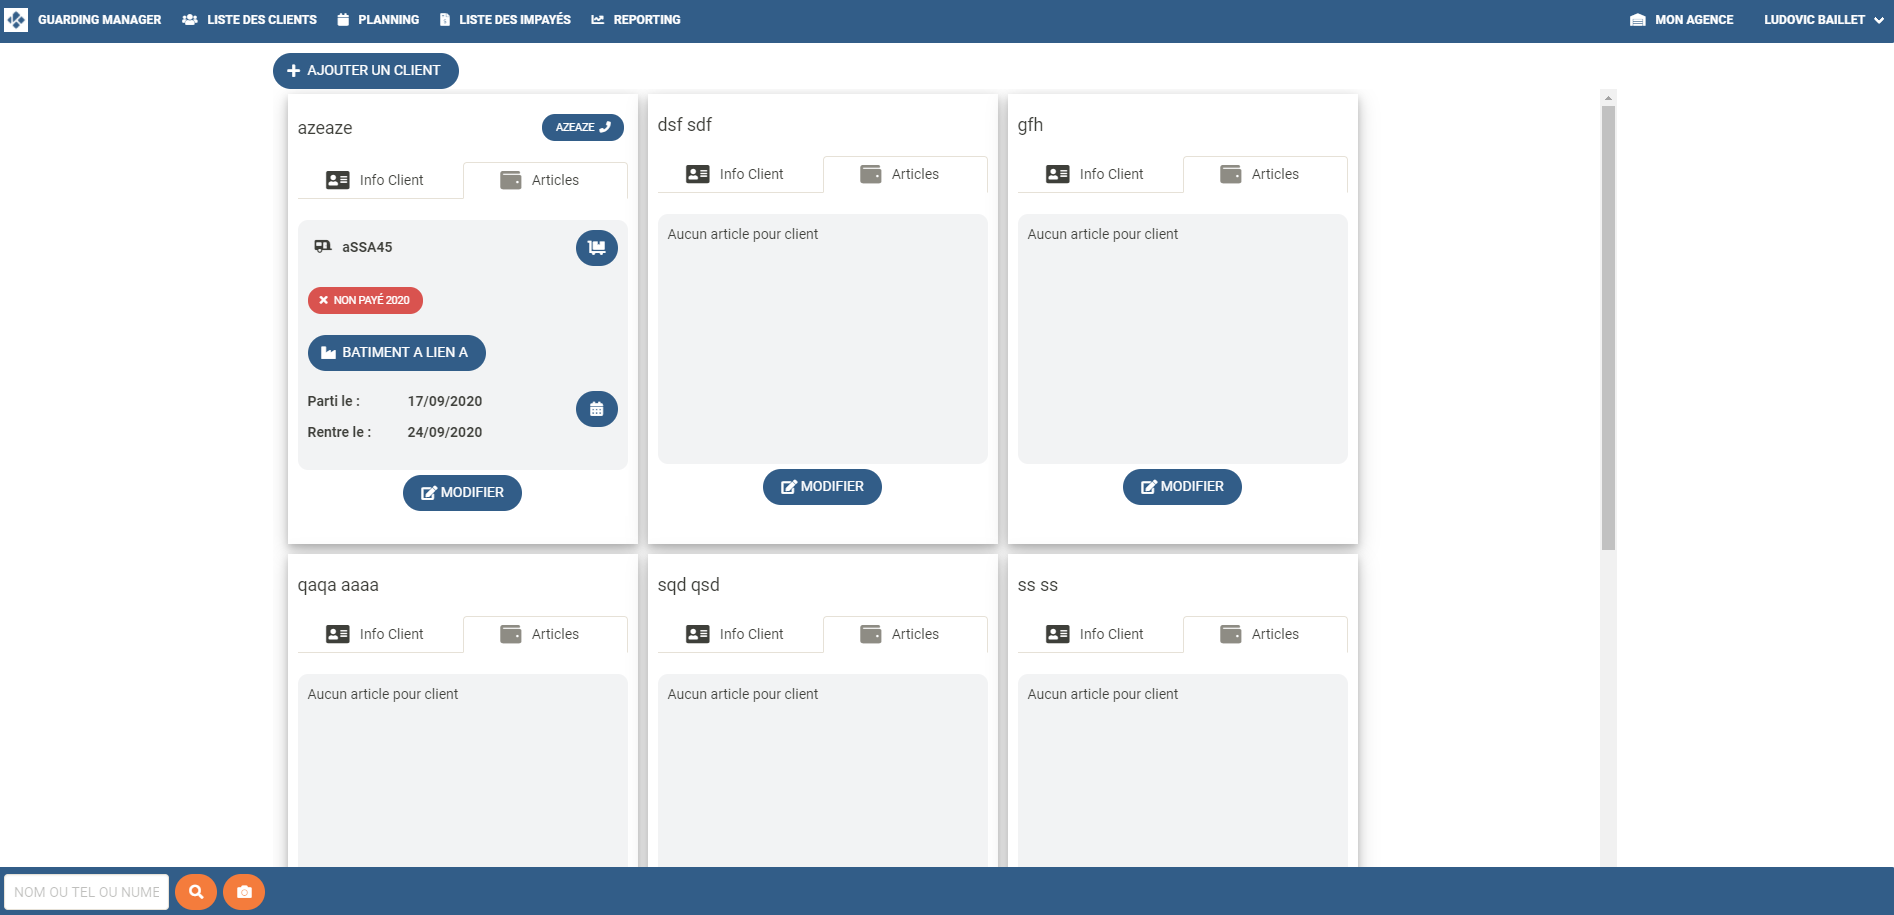 GUARDING MANAGER LISTE DES CLIENTS PLANNING LISTE DES IMPAYÉS REPORTING MON AGENCE LUDOVIC BAILLET
AJOUTER UN CLIENT
azeaze AZEAZE
Info Client Articles
aSSA45
NON PAYÉ 2020
BATIMENT A LIEN A
Parti le : 17/09/2020
Rentre le : 24/09/2020
MODIFIER
dsf sdf
Info Client Articles
Aucun article pour client
MODIFIER
gfh
Info Client Articles
Aucun article pour client
MODIFIER
qaqa aaaa
Info Client Articles
Aucun article pour client
sqd qsd
Info Client Articles
Aucun article pour client
ss ss
Info Client Articles
Aucun article pour client
NOM OU TEL OU NUME